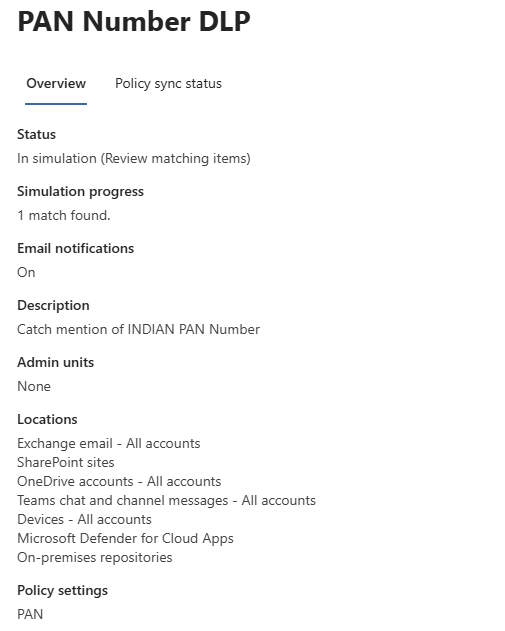 PAN Number DLP
Overview Policy sync status
Status
In simulation (Review matching items)
Simulation progress
1 match found.
Email notifications
On
Description
Catch mention of INDIAN PAN Number
Admin units
None
Locations
Exchange email - All accounts
SharePoint sites
OneDrive accounts - All accounts
Teams chat and channel messages - All accounts
Devices - All accounts
Microsoft Defender for Cloud Apps
On-premises repositories
Policy settings
PAN